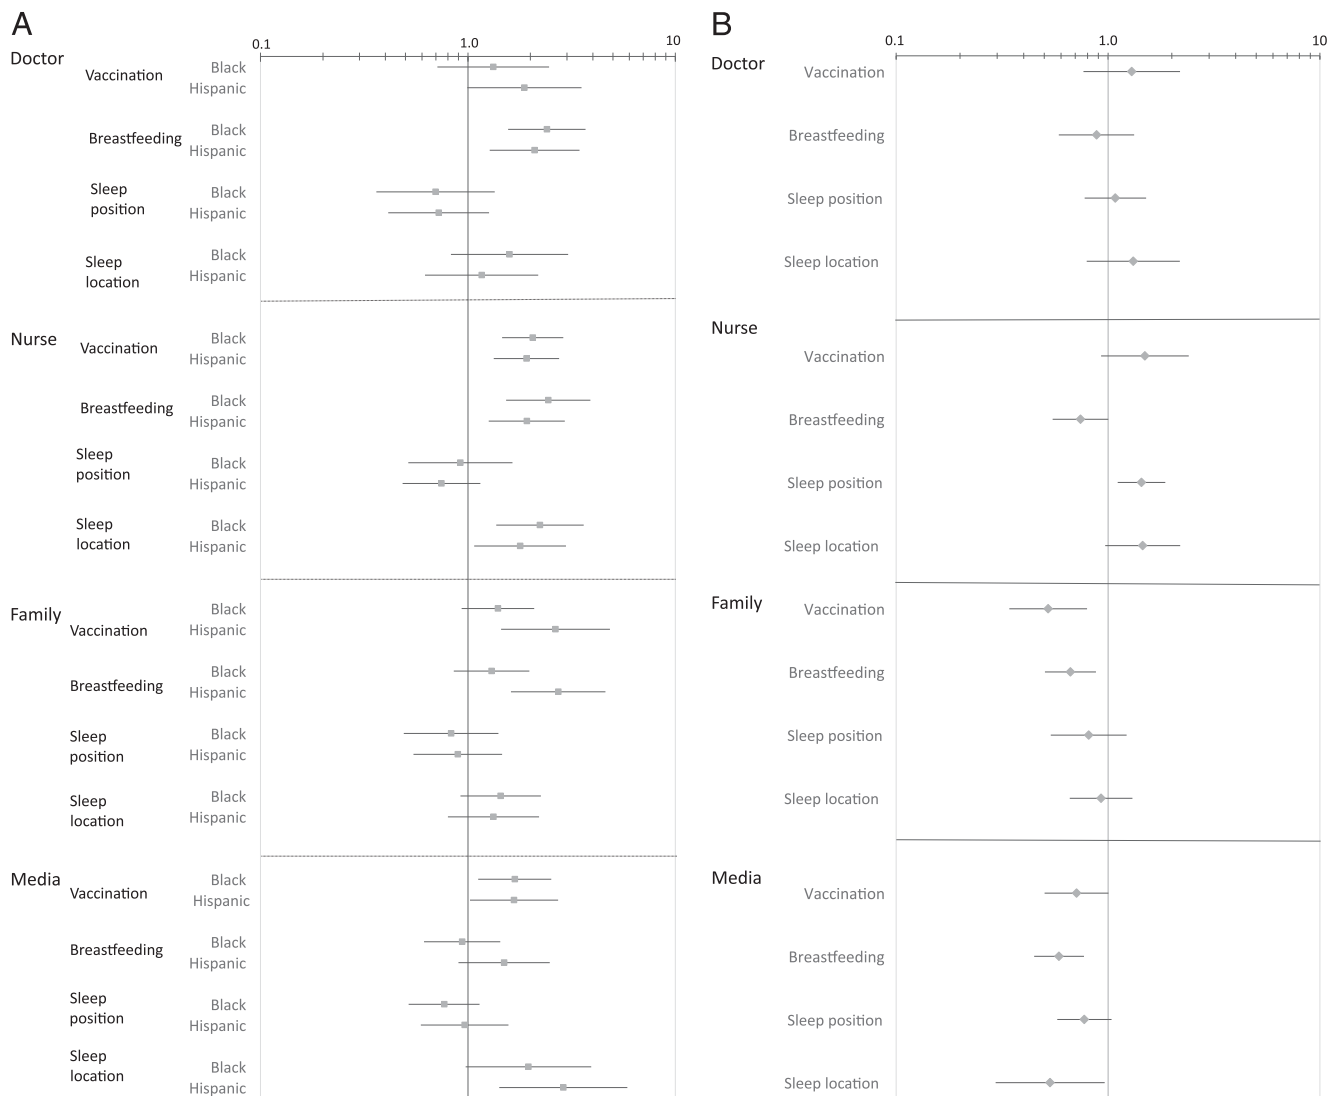 A
0.1 1.0 10
Doctor
Vaccination
Black
Hispanic
Breastfeeding
Black
Hispanic
Sleep
position
Black
Hispanic
Sleep
location
Black
Hispanic
Nurse
Vaccination
Black
Hispanic
Breastfeeding
Black
Hispanic
Sleep
position
Black
Hispanic
Sleep
location
Black
Hispanic
Family
Vaccination
Black
Hispanic
Breastfeeding
Black
Hispanic
Sleep
position
Black
Hispanic
Sleep
location
Black
Hispanic
Media
Vaccination
Black
Hispanic
Breastfeeding
Black
Hispanic
Sleep
position
Black
Hispanic
Sleep
location
Black
Hispanic
B
0.1 1.0 10
Doctor
Vaccination
Breastfeeding
Sleep position
Sleep location
Nurse
Vaccination
Breastfeeding
Sleep position
Sleep location
Family
Vaccination
Breastfeeding
Sleep position
Sleep location
Media
Vaccination
Breastfeeding
Sleep position
Sleep location